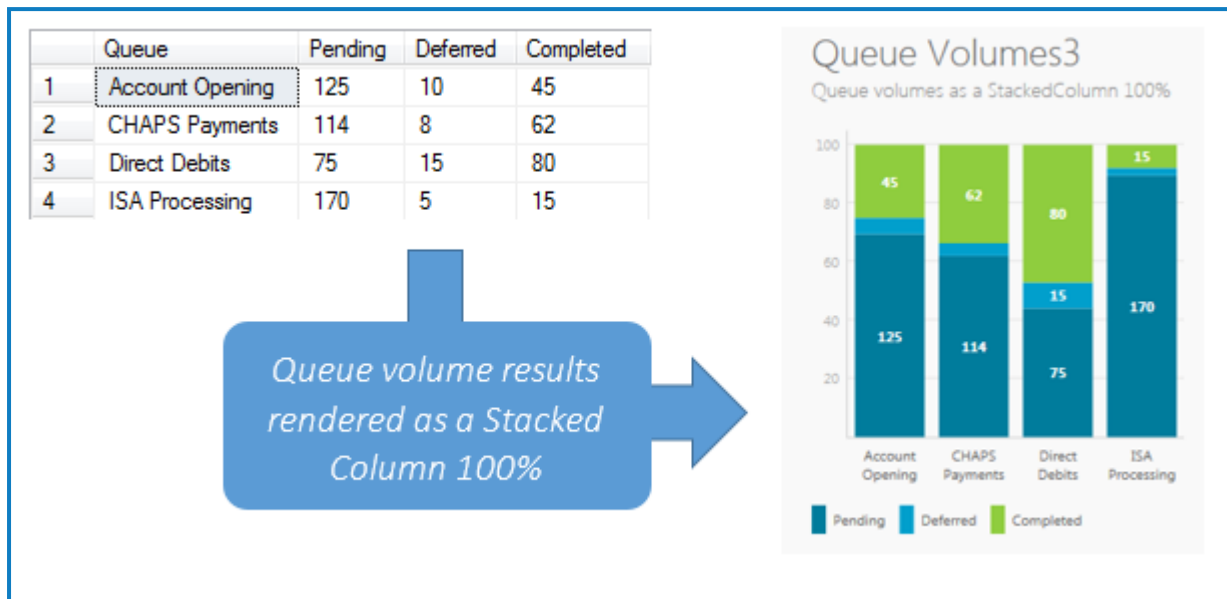 Queue Pending Deferred Completed
1 Account Opening 125 10 45
2 CHAPS Payments 114 8 62
3 Direct Debits 75 15 80
4 ISA Processing 170 5 15
Queue volume results
rendered as a Stacked
Column 100%
Queue Volumes3
Queue volumes as a StackedColumn 100%
100
80
60
40
20
45
62
80
15
15
125
114
75
170
Account Opening
CHAPS Payments
Direct Debits
ISA Processing
Pending Deferred Completed